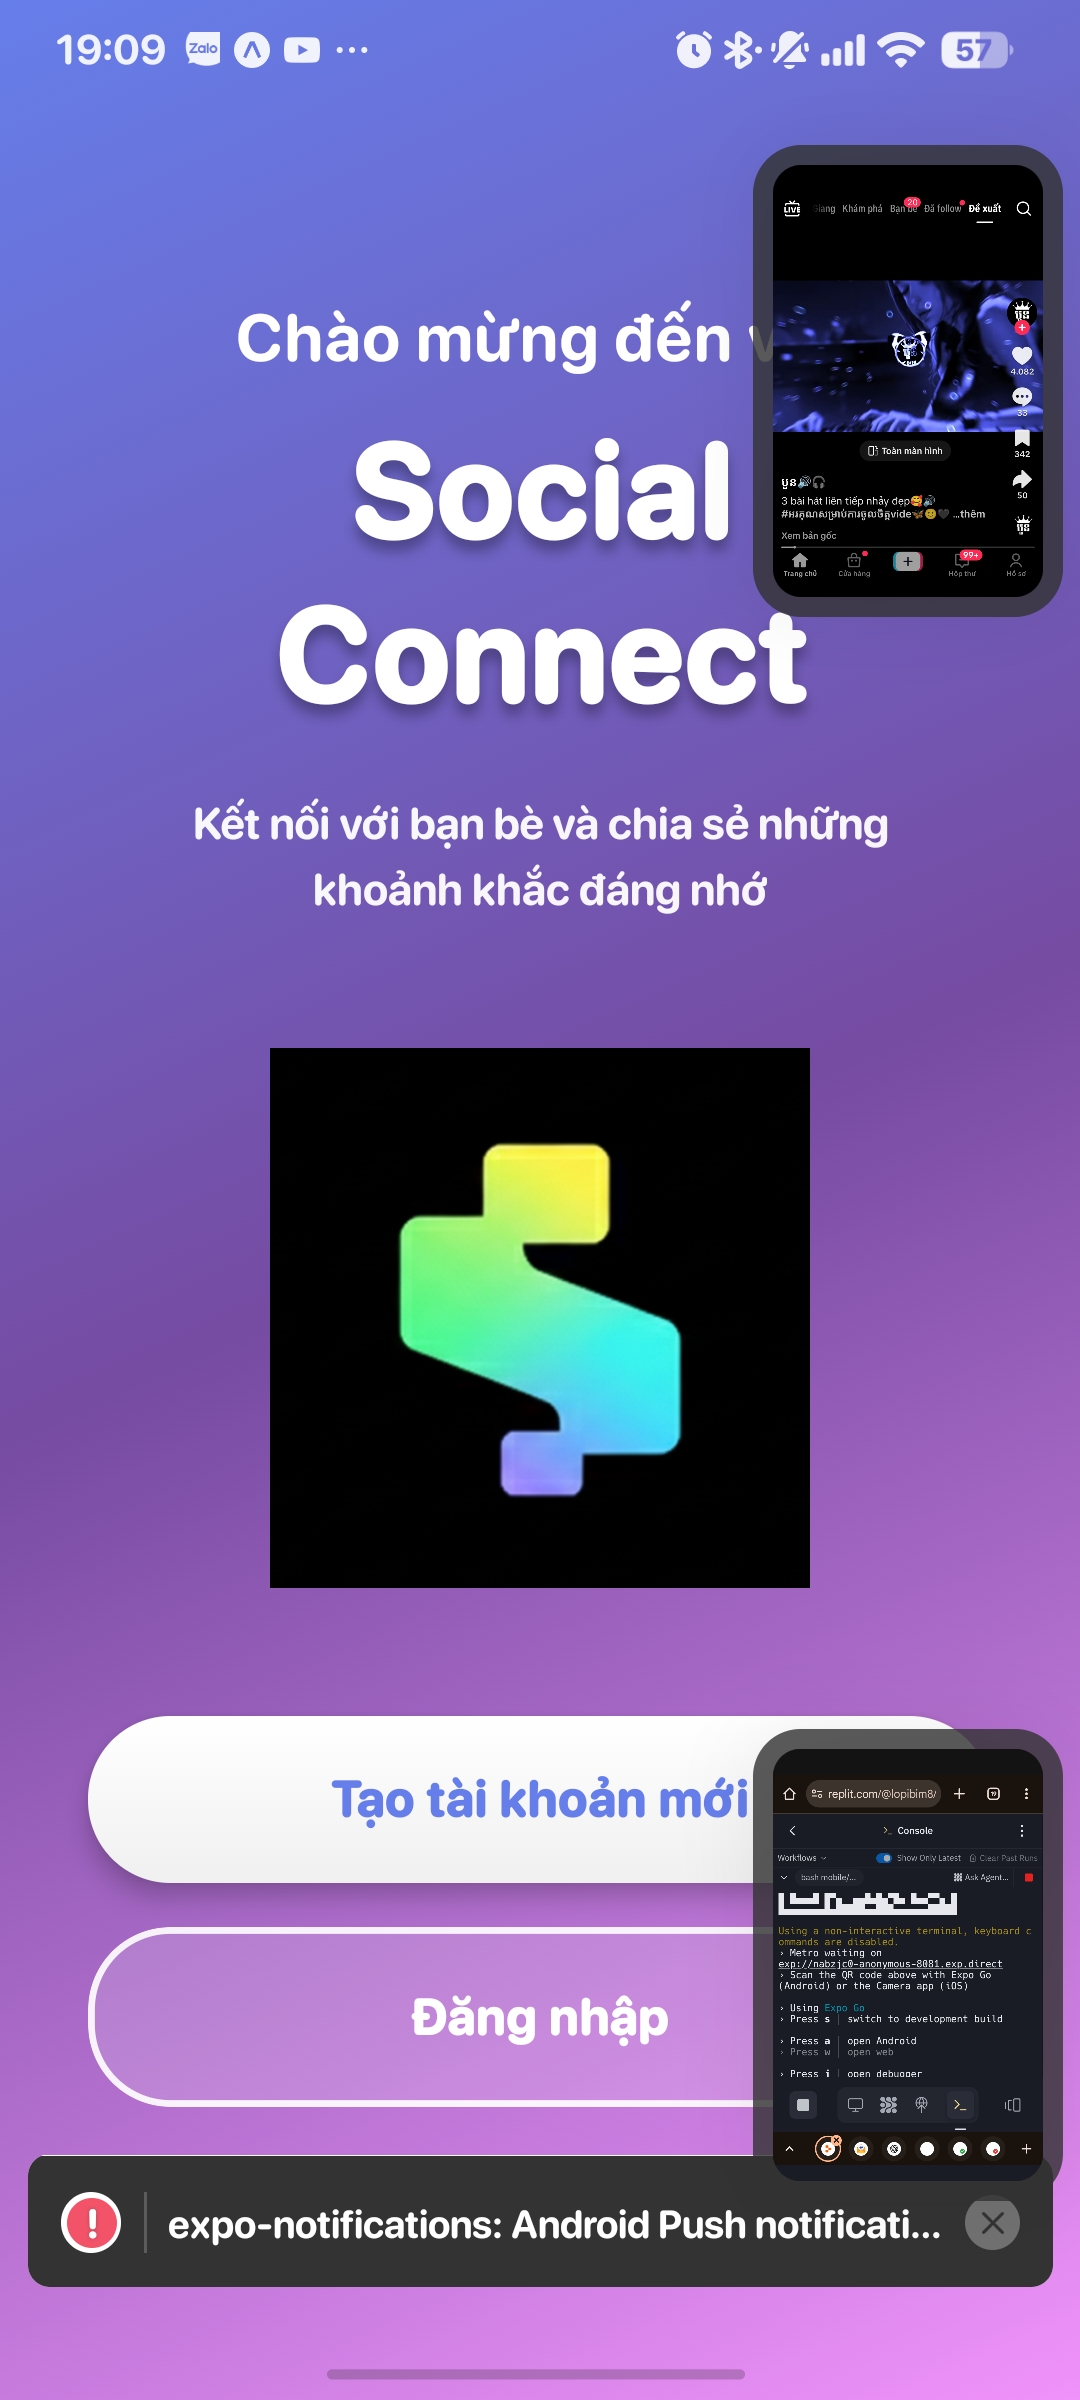 19:09
Zalo
57
Chào mừng đến
Social
Connect
Kết nối với bạn bè và chia sẻ những
khoảnh khắc đáng nhớ
Tạo tài khoản mới
Đăng nhập
expo-notifications: Android Push notificati...
LIVE
Giang Khám phá Bạn bè 20 Đã follow Đề xuất
4.082
33
Toàn màn hình
342
50
3 bài hát liên tiếp nhảy đẹp🥰🔊
...thêm
Xem bản gốc
99+
Trang chủ Cửa hàng Hộp thư Hồ sơ
replit.com/@lopibim8/
Console
Workflows Show Only Latest Clear Past Runs
bash mobile/... Ask Agent...
Using a non-interactive terminal, keyboard c
ommands are disabled.
› Metro waiting on
exp://nabzjc0-anonymous-8081.exp.direct
› Scan the QR code above with Expo Go
(Android) or the Camera app (iOS)
› Using Expo Go
› Press s | switch to development build
› Press a | open Android
› Press w | open web
› Press j | open debugger